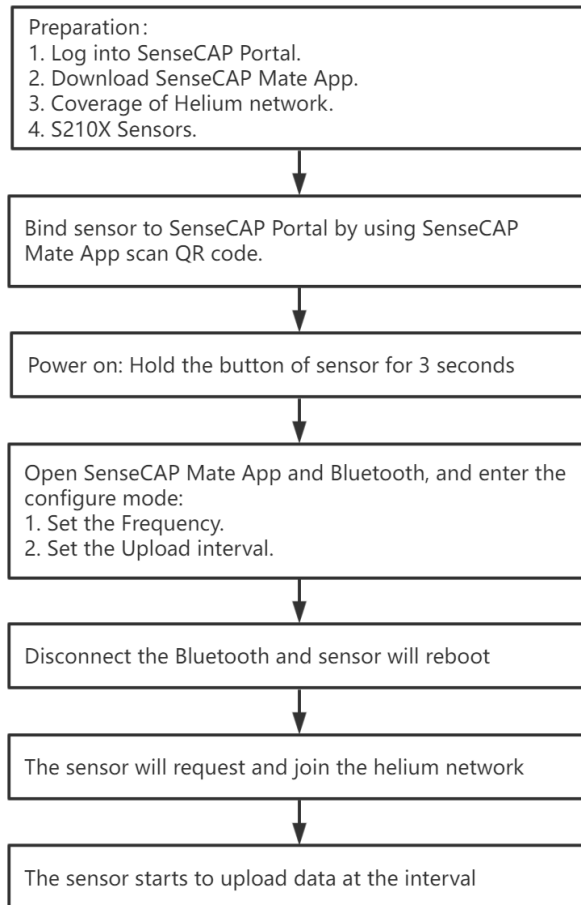 Preparation:
1. Log into SenseCAP Portal.
2. Download SenseCAP Mate App.
3. Coverage of Helium network.
4. S210X Sensors.
Bind sensor to SenseCAP Portal by using SenseCAP
Mate App scan QR code.
Power on: Hold the button of sensor for 3 seconds
Open SenseCAP Mate App and Bluetooth, and enter the
configure mode:
1. Set the Frequency.
2. Set the Upload interval.
Disconnect the Bluetooth and sensor will reboot
The sensor will request and join the helium network
The sensor starts to upload data at the interval